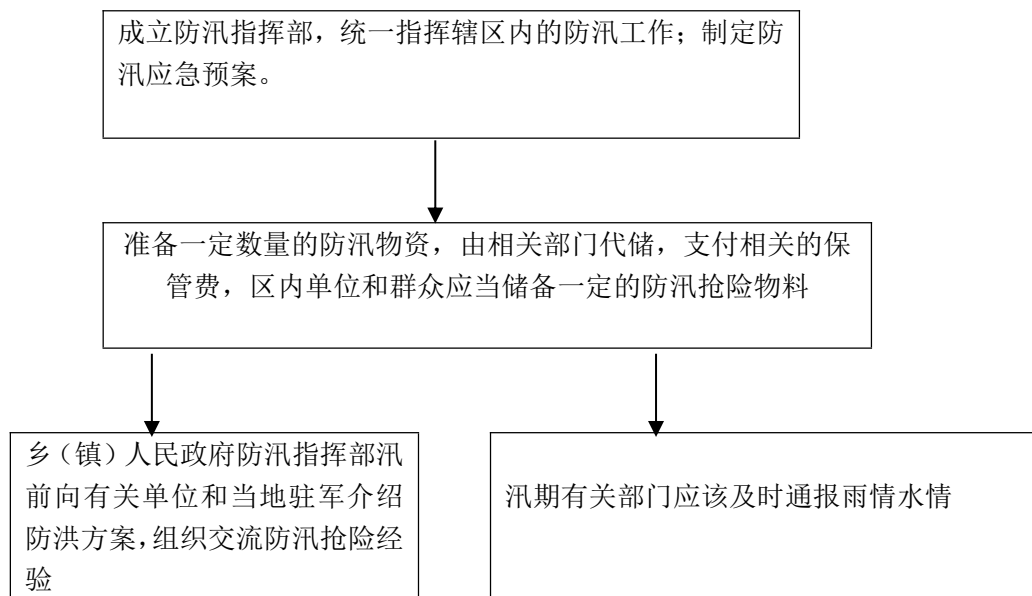 成立防汛指挥部，统一指挥辖区内的防汛工作；制定防
汛应急预案。
准备一定数量的防汛物资，由相关部门代储，支付相关的保
管费，区内单位和群众应当储备一定的防汛抢险物料
乡（镇）人民政府防汛指挥部汛
前向有关单位和当地驻军介绍
防洪方案，组织交流防汛抢险经
验
汛期有关部门应该及时通报雨情水情